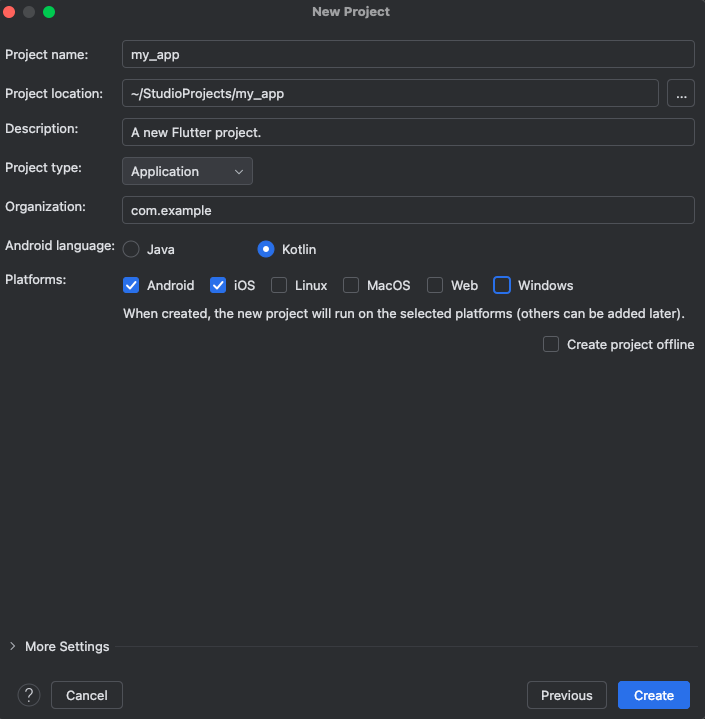 New Project
Project name: my_app
Project location: ~/StudioProjects/my_app ...
Description: A new Flutter project.
Project type: Application
Organization: com.example
Android language: Java Kotlin
Platforms: Android iOS Linux MacOS Web Windows
When created, the new project will run on the selected platforms (others can be added later).
Create project offline
More Settings
? Cancel Previous Create